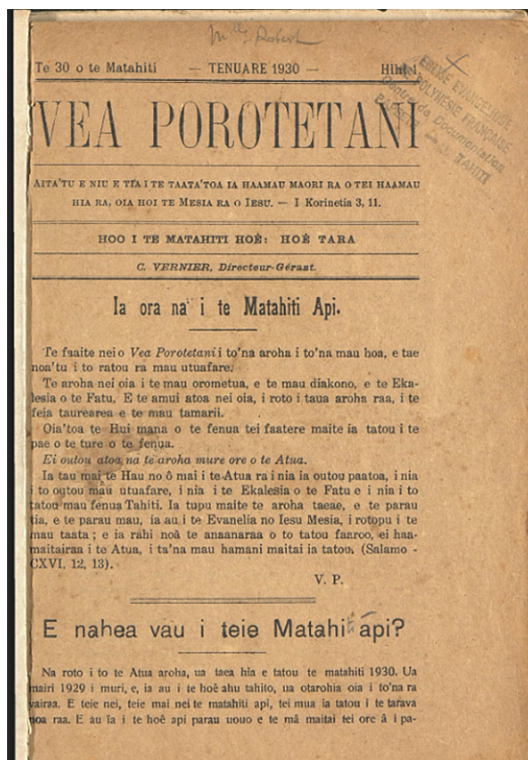 Te 30 o te Matahiti — TENUARE 1930 —
VEA POROTETANI
AITA'TU E NIU E TIA I TE TAATA'TOA IA HAAMAU MAORI RA O TEI HAAMAU
HIA RA, OIA HOI TE MESIA RA O IESU. — I Korinetia 3, 11.
HOO I TE MATAHITI HOÊ: HOÊ TARA
C. VERNIER, Directeur-Gérant.
EGLISE EVANGELIQUE
DE POLYNESIE FRANÇAISE
Centre de Documentation
TAHITI
Ia ora na i te Matahiti Api.
Te faaite nei o Vea Porotetani i to'na aroha i to'na mau hoa, e tae
noa'tu i to ratou ra mau utuafare.
Te aroha nei oia i te mau orometua, e te mau diakono, e te Eka-
lesia o te Fatu. E te amui atoa nei oia, i roto i taua aroha raa, i te
feia taurearea e te mau tamarii.
Oia'toa te Hui mana o te fenua tei faatere maite ia tatou i te
pae o te ture o te fenua.
Ei outou atoa na te aroha mure ore o te Atua.
Ia tau mai te Hau no ô mai i te Atua ra i nia ia outou paatoa, i nia
i to outou mau utuafare, i nia i te Ekalesia o te Fatu e i nia i to
tatou mau fenua Tahiti. Ia tupu maite te aroha taeae, e te parau
tia, e te parau mau, ia au i te Evanelia no Iesu Mesia, i rotopu i te
mau taata ; e ia rahi noâ te anaanaraa o to tatou faaroo, ei haa-
maitairaa i te Atua, i ta'na mau hamani maitai ia tatou. (Salamo -
CXVI, 12, 13).
V. P.
E nahea vau i teie Matahiti api?
Na roto i to te Atua aroha, ua taea hia e tatou te matahiti 1930. Ua
mairi 1929 i muri, e, ia au i te hoê ahu tahito, ua otarohia oia i to'na ra
vairaa. E teie nei, teie mai nei te matahiti api, tei mua ia tatou i te tarava
noa raa. E au ïa i te hoê api parau uouo e te mâ maitai tei ore â i pa-